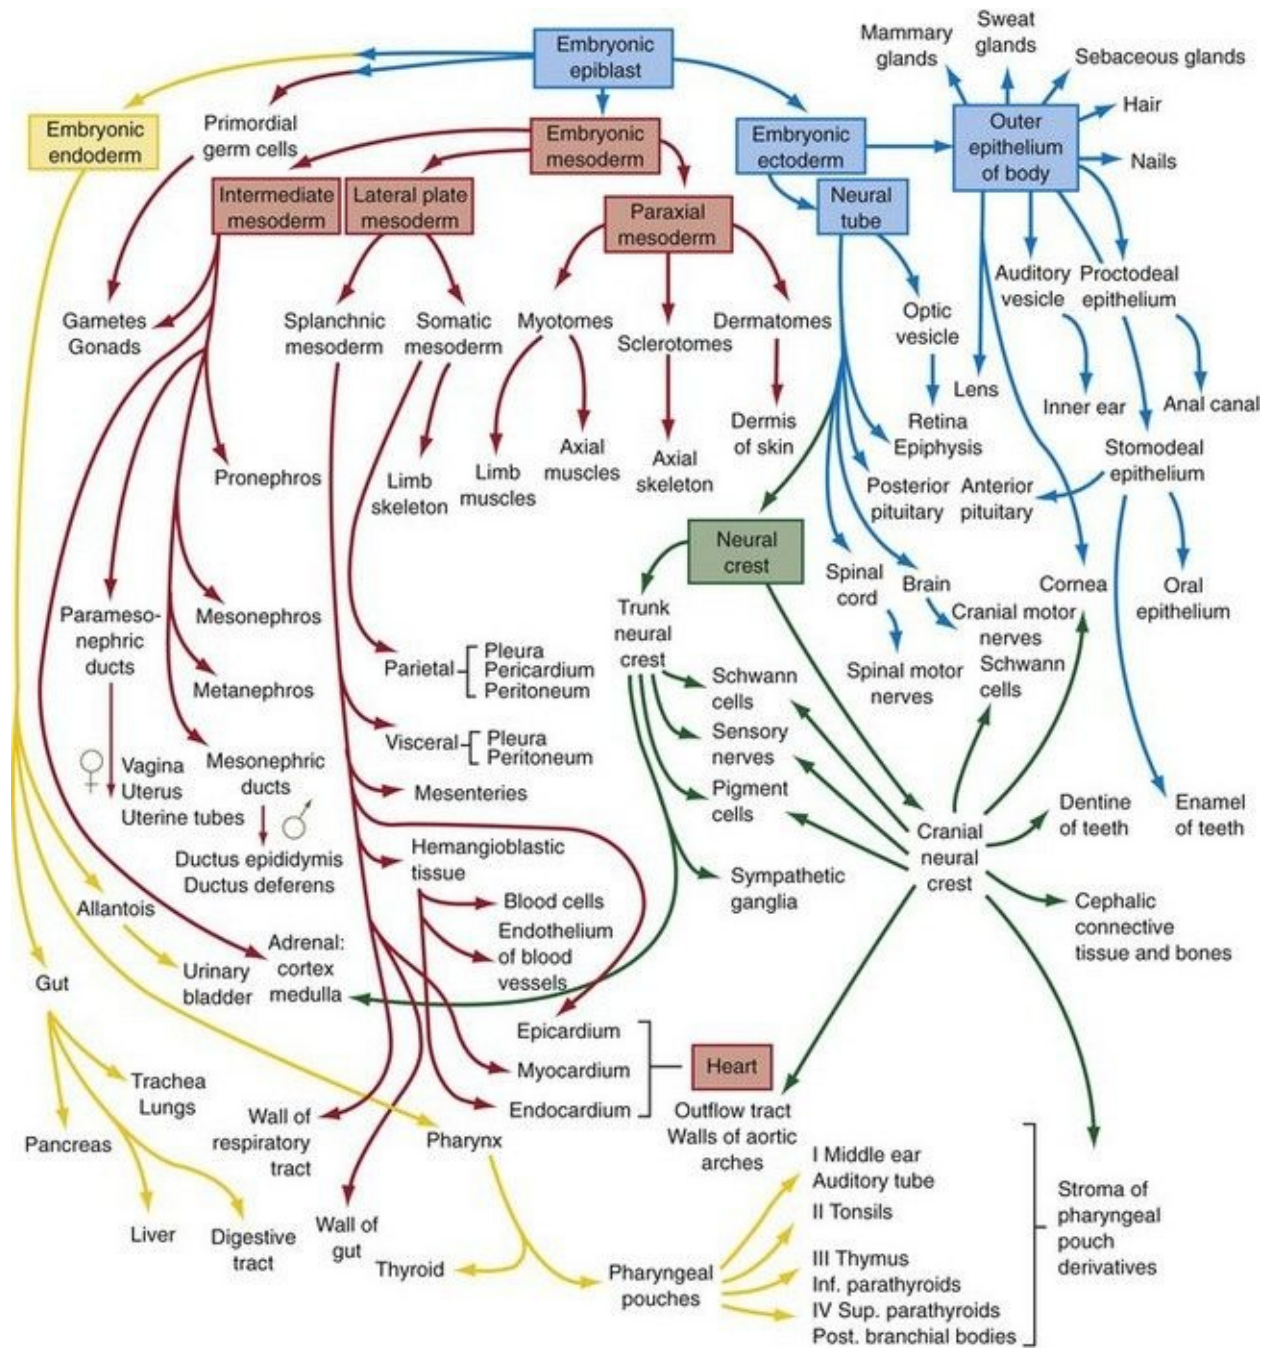 Embryonic
epiblast
Mammary
glands
Sweat
glands
Sebaceous glands
Hair
Nails
Embryonic
endoderm
Primordial
germ cells
Embryonic
mesoderm
Embryonic
ectoderm
Outer
epithelium
of body
Intermediate
mesoderm
Lateral plate
mesoderm
Paraxial
mesoderm
Neural
tube
Gametes
Gonads
Splanchnic
mesoderm
Somatic
mesoderm
Myotomes
Sclerotomes
Dermatomes
Optic
vesicle
Auditory
vesicle
Proctodeal
epithelium
Lens
Inner ear
Anal canal
Pronephros
Limb
skeleton
Limb
muscles
Axial
muscles
Axial
skeleton
Dermis
of skin
Retina
Epiphysis
Stomodeal
epithelium
Posterior
pituitary
Anterior
pituitary
Neural
crest
Spinal
cord
Brain
Cornea
Oral
epithelium
Parameso-
nephric
ducts
Mesonephros
Metanephros
Trunk
neural
crest
Cranial motor
nerves
Schwann
cells
Spinal motor
nerves
Parietal
Pleura
Pericardium
Peritoneum
Schwann
cells
Sensory
nerves
Pigment
cells
Visceral
Pleura
Peritoneum
♀
Vagina
Uterus
Uterine tubes
Mesonephric
ducts
♂
Ductus epididymis
Ductus deferens
Mesenteries
Hemangioblastic
tissue
Blood cells
Endothelium
of blood
vessels
Sympathetic
ganglia
Cranial
neural
crest
Dentine
of teeth
Enamel
of teeth
Cephalic
connective
tissue and bones
Allantois
Gut
Urinary
bladder
Adrenal:
cortex
medulla
Epicardium
Myocardium
Endocardium
Heart
Outflow tract
Walls of aortic
arches
Trachea
Lungs
Pancreas
Liver
Digestive
tract
Wall of
respiratory
tract
Wall of
gut
Pharynx
Thyroid
Pharyngeal
pouches
I Middle ear
Auditory tube
II Tonsils
III Thymus
Inf. parathyroids
IV Sup. parathyroids
Post. branchial bodies
Stroma of
pharyngeal
pouch
derivatives